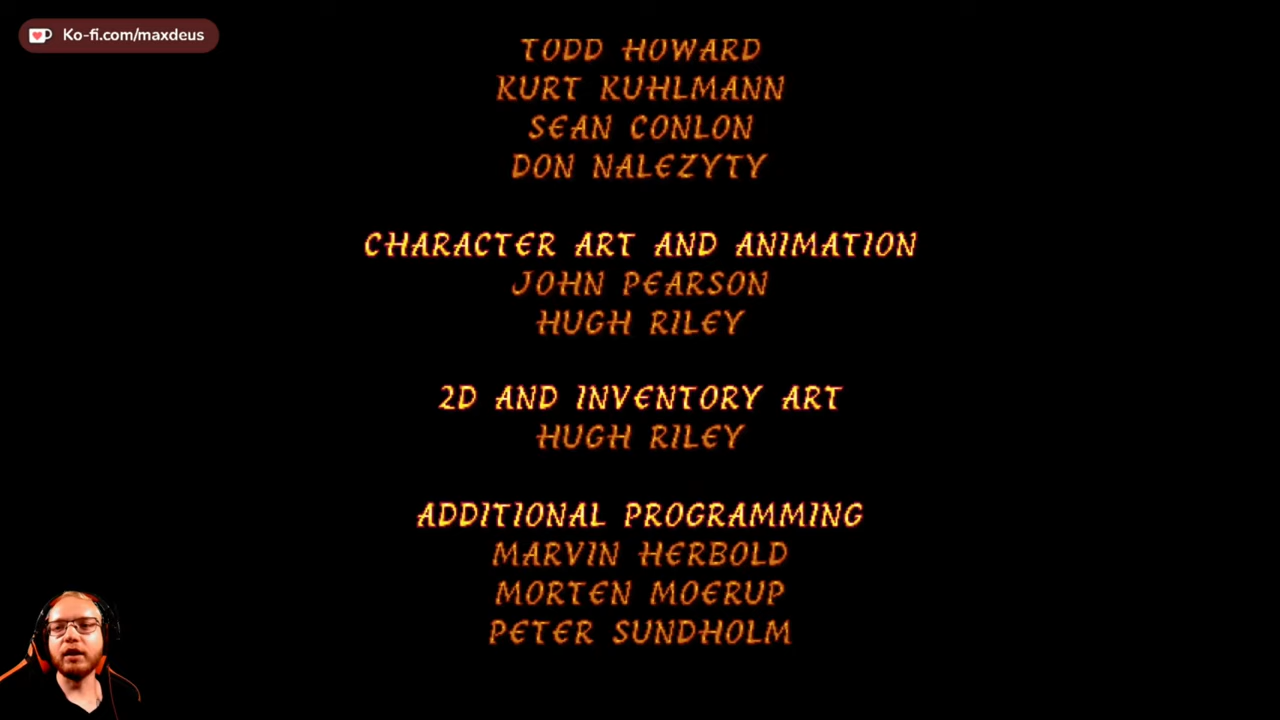 Ko-fi.com/maxdeus
TODD HOWARD
KURT KUHLMANN
SEAN CONLON
DON NALEZYTY
CHARACTER ART AND ANIMATION
JOHN PEARSON
HUGH RILEY
2D AND INVENTORY ART
HUGH RILEY
ADDITIONAL PROGRAMMING
MARVIN HERBOLD
MORTEN MOERUP
PETER SUNDHOLM